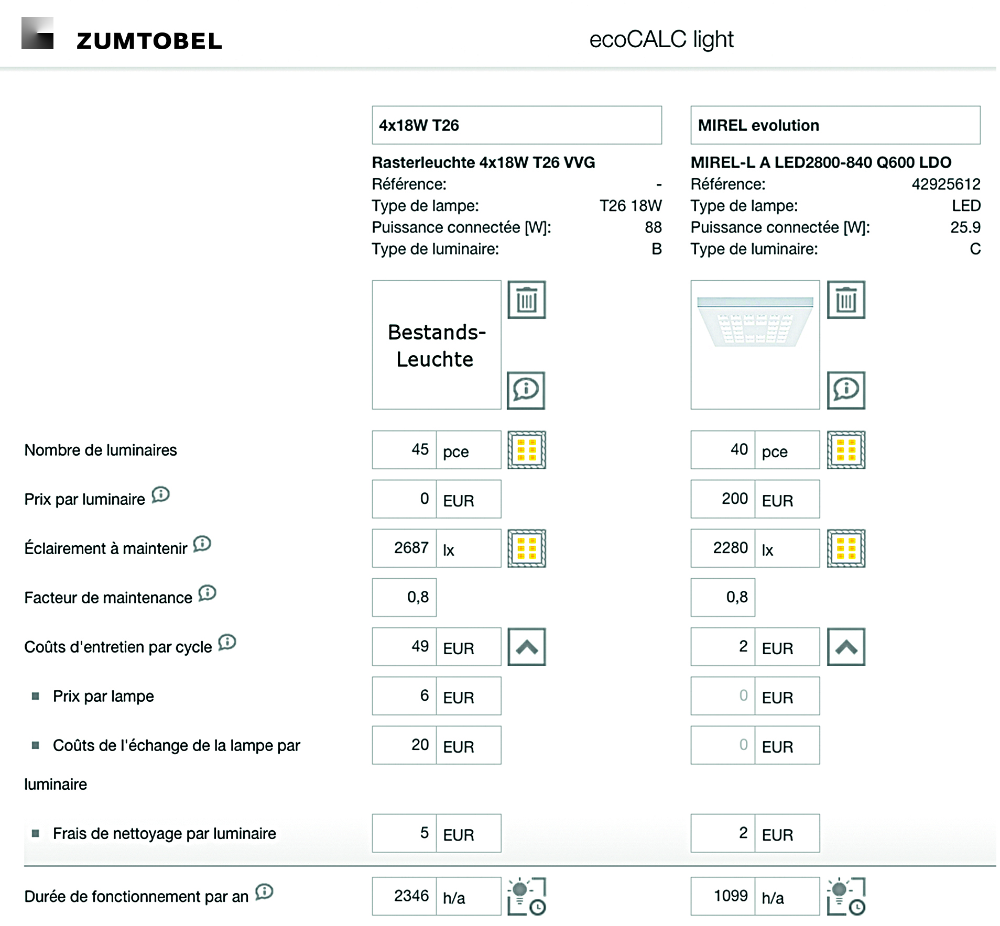 ZUMTOBEL
ecoCALC light
4x18W T26
MIREL evolution
Rasterleuchte 4x18W T26 VVG
MIREL-L A LED2800-840 Q600 LDO
Référence: -
Référence: 42925612
Type de lampe: T26 18W
Type de lampe: LED
Puissance connectée [W]: 88
Puissance connectée [W]: 25.9
Type de luminaire: B
Type de luminaire: C
Bestands-
Leuchte
Nombre de luminaires 45 pce 40 pce
Prix par luminaire 0 EUR 200 EUR
Éclairement à maintenir 2687 lx 2280 lx
Facteur de maintenance 0,8 0,8
Coûts d'entretien par cycle 49 EUR 2 EUR
Prix par lampe 6 EUR 0 EUR
Coûts de l'échange de la lampe par 20 EUR 0 EUR
luminaire
Frais de nettoyage par luminaire 5 EUR 2 EUR
Durée de fonctionnement par an 2346 h/a 1099 h/a